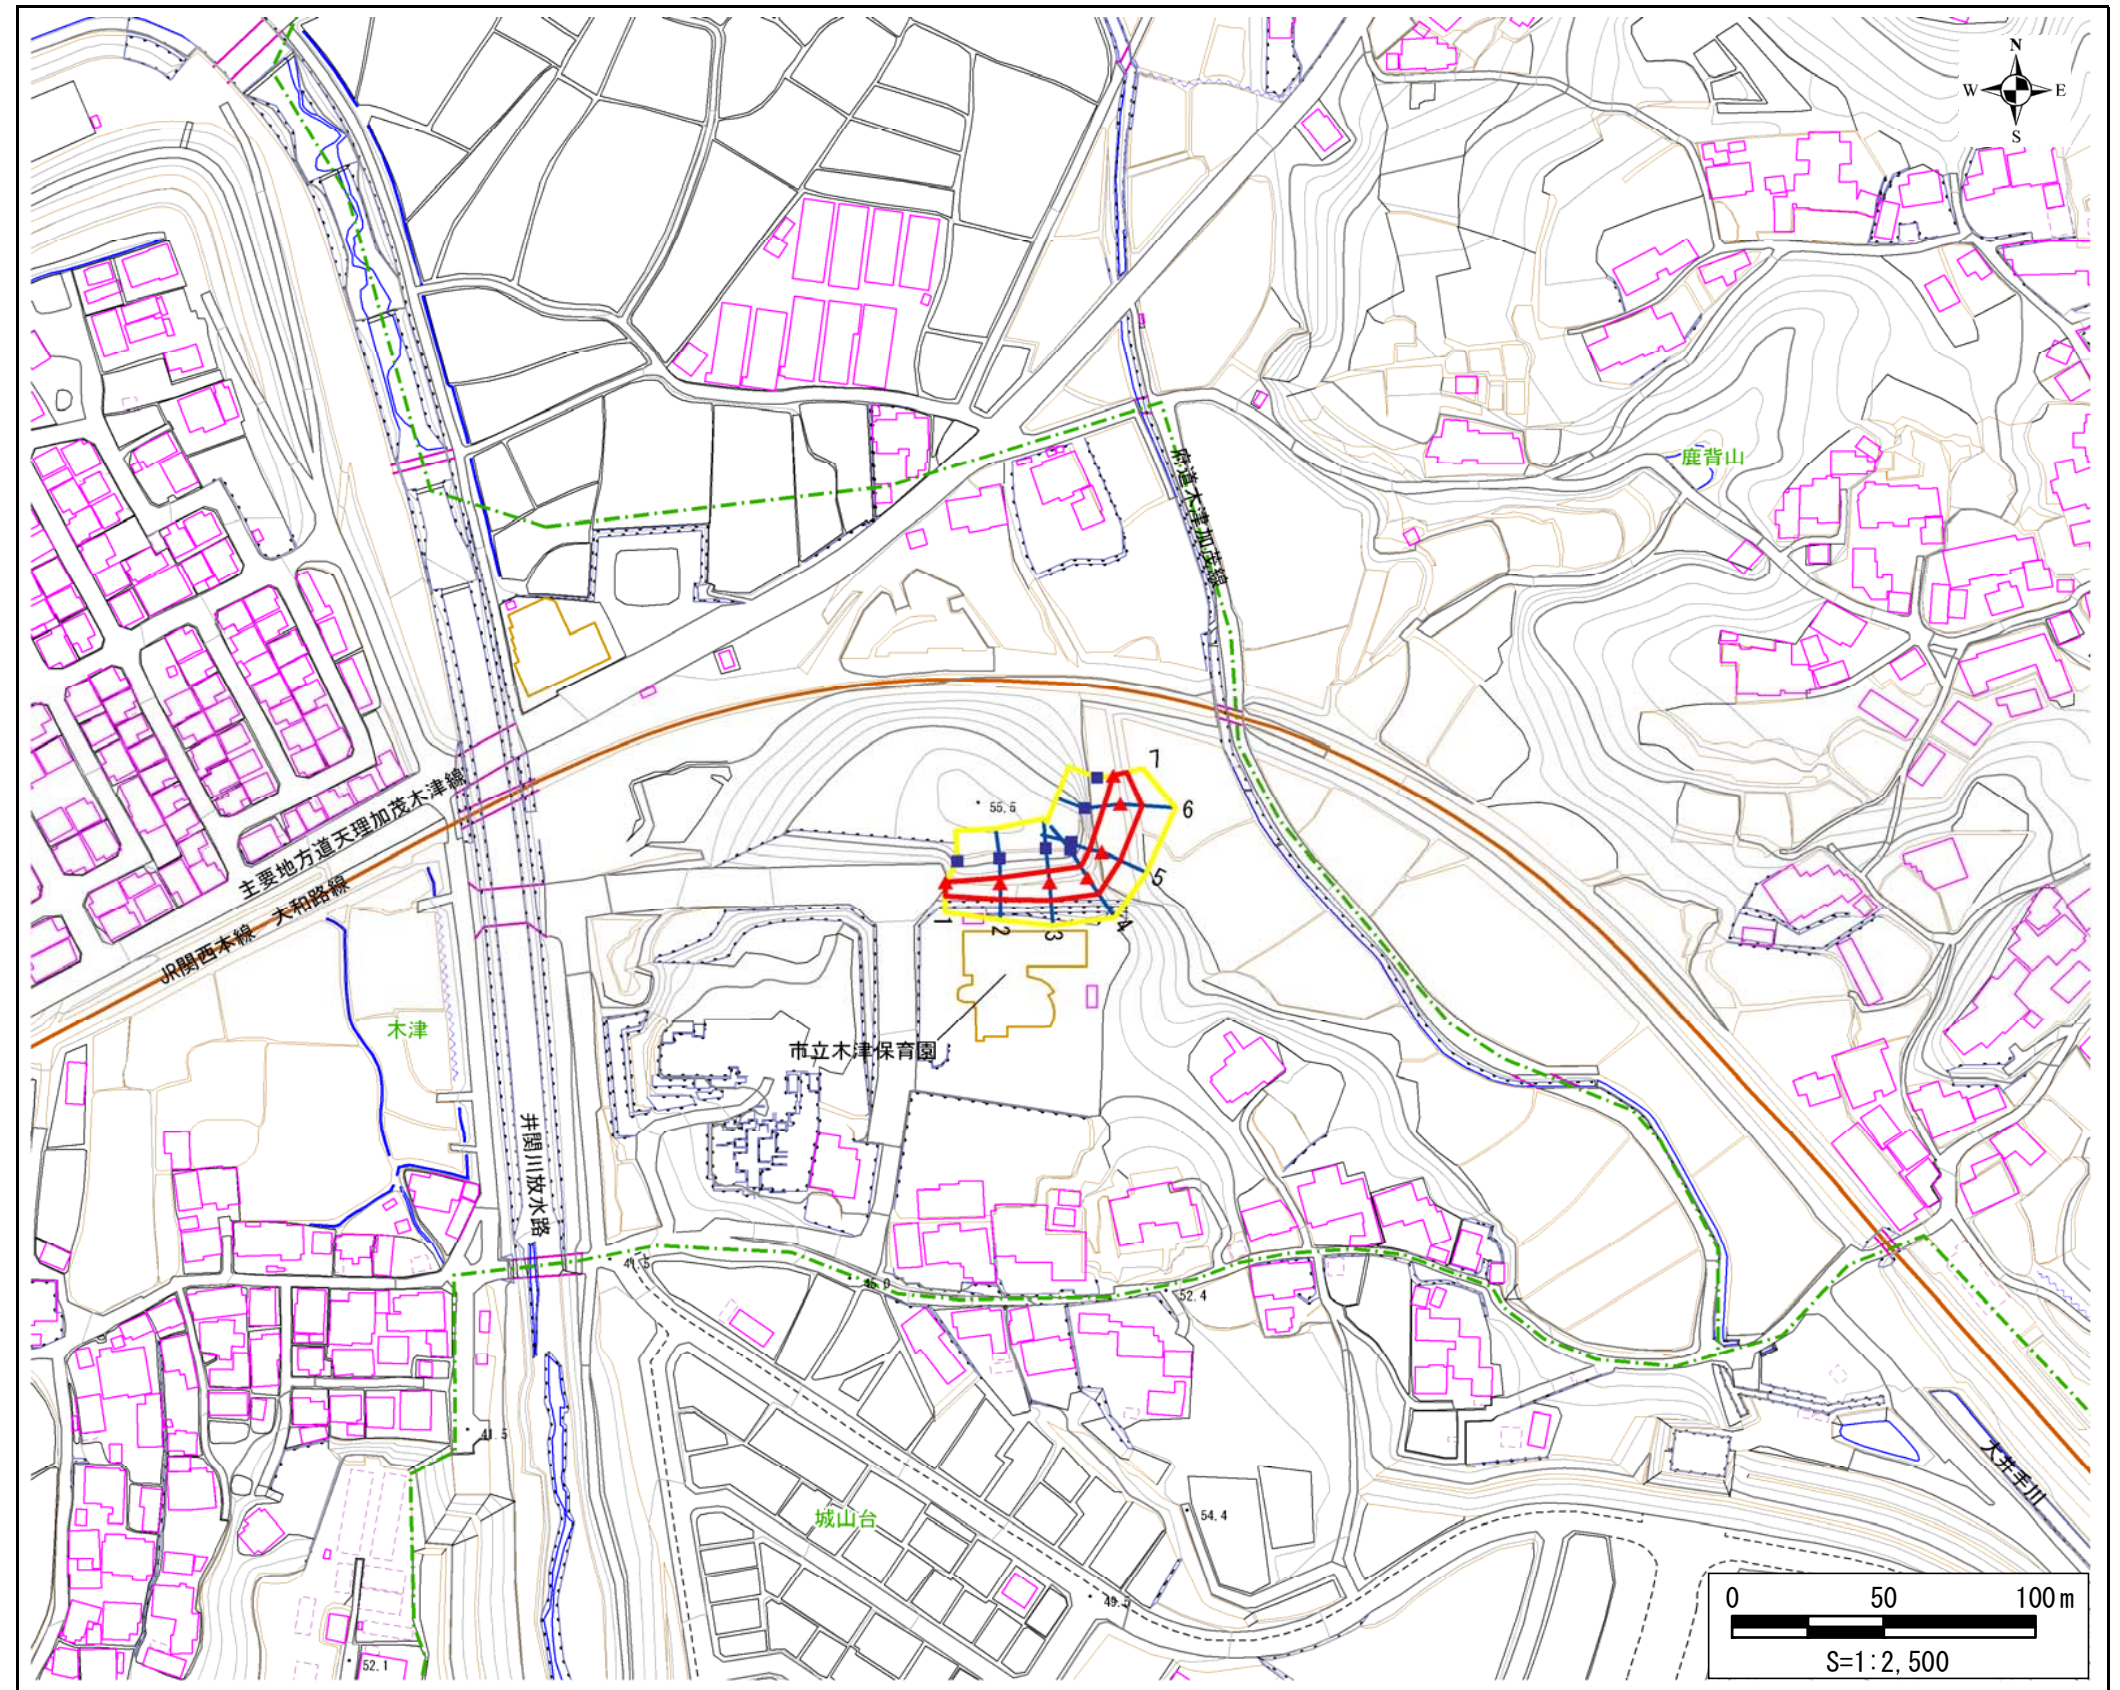 N
W E
S
鹿背山
府道木津加茂線
7
6
55.5
5
主要地方道天理加茂木津線
1
2
3
4
JR関西本線 大和路線
木津
市立木津保育園
井関川放水路
41.5
45.0
52.4
41.5
大井手川
城山台
54.4
49.5
52.1
0 50 100m
S=1:2,500